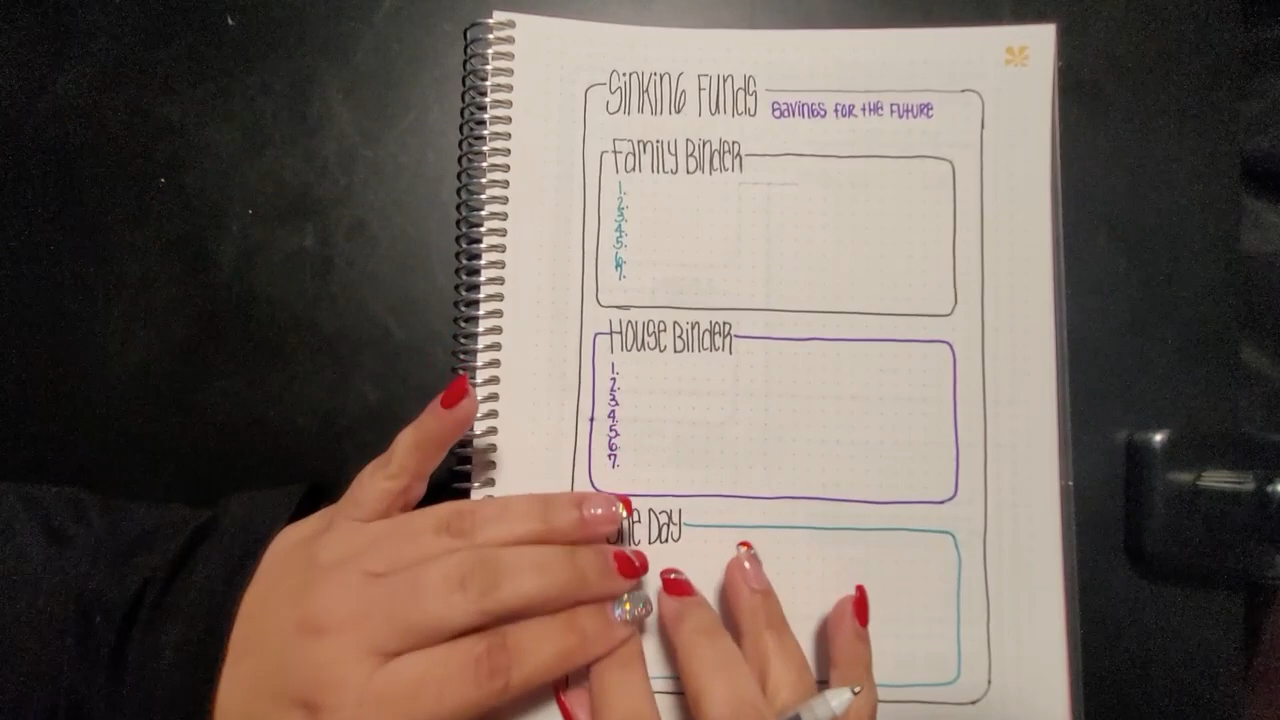 Sinking Funds
Savings for the Future
Family Binder
1.
2.
3.
4.
5.
6.
7.
House Binder
1.
2.
3.
4.
5.
6.
7.
Day